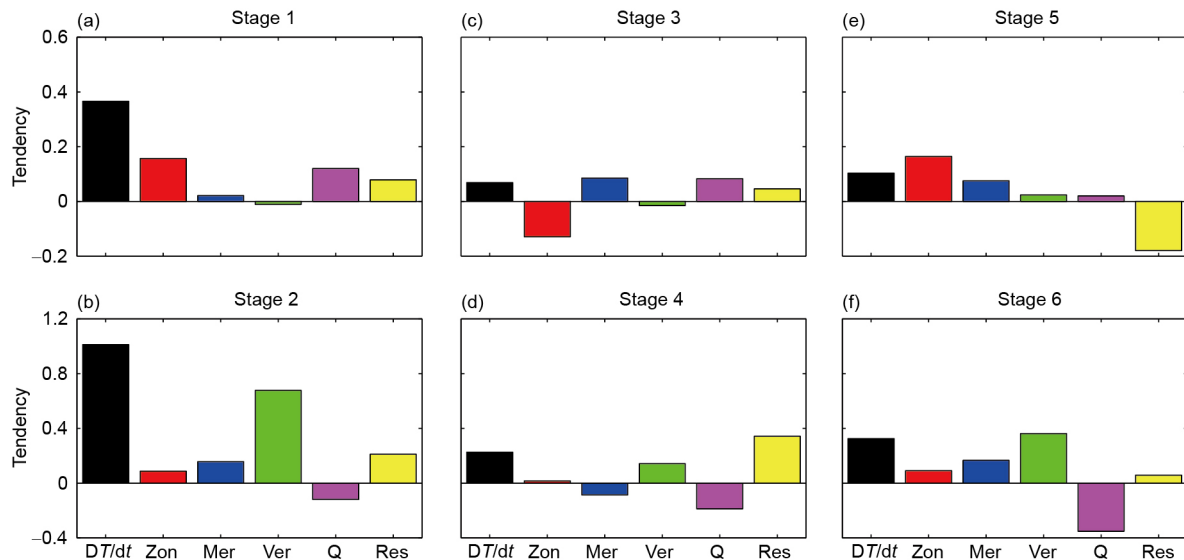 (a) Stage 1
(c) Stage 3
(e) Stage 5
0.6
0.4
0.2
0
−0.2
Tendency
(b) Stage 2
(d) Stage 4
(f) Stage 6
1.2
0.8
0.4
0
−0.4
Tendency
DT/dt Zon Mer Ver Q Res
DT/dt Zon Mer Ver Q Res
DT/dt Zon Mer Ver Q Res